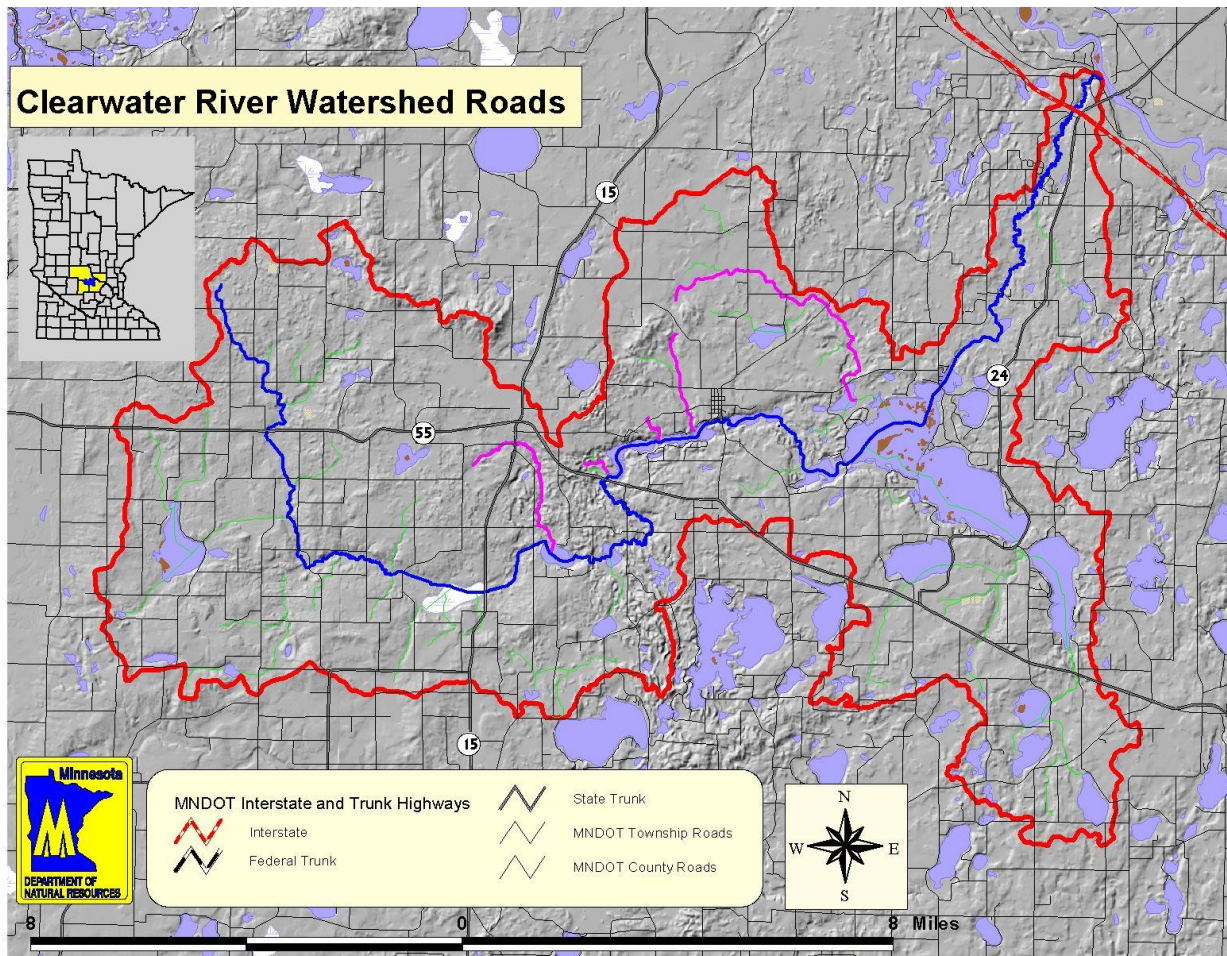 Clearwater River Watershed Roads
15
24
55
15
Minnesota
DEPARTMENT OF
NATURAL RESOURCES
MNDOT Interstate and Trunk Highways
Interstate
Federal Trunk
State Trunk
MNDOT Township Roads
MNDOT County Roads
N
W E
S
8 0 8 Miles